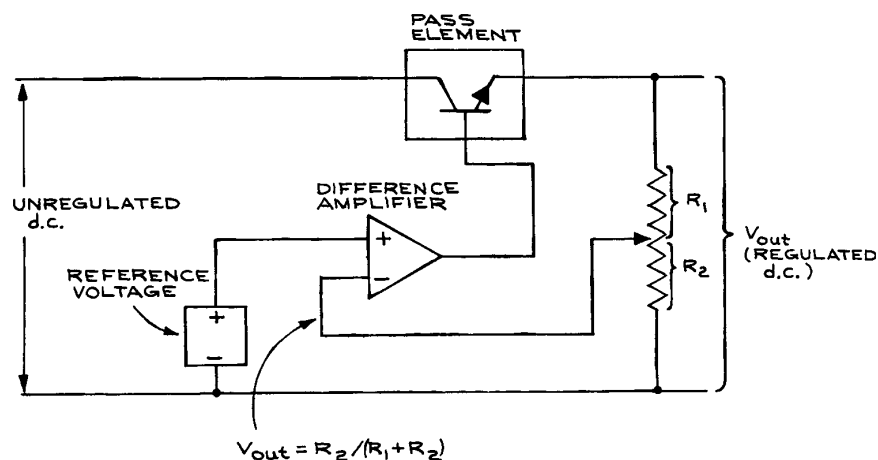 PASS
ELEMENT
UNREGULATED
d.c.
DIFFERENCE
AMPLIFIER
+
−
REFERENCE
VOLTAGE
+
−
R₁
R₂
Vout
(REGULATED
d.c.)
Vout = R₂/(R₁+R₂)